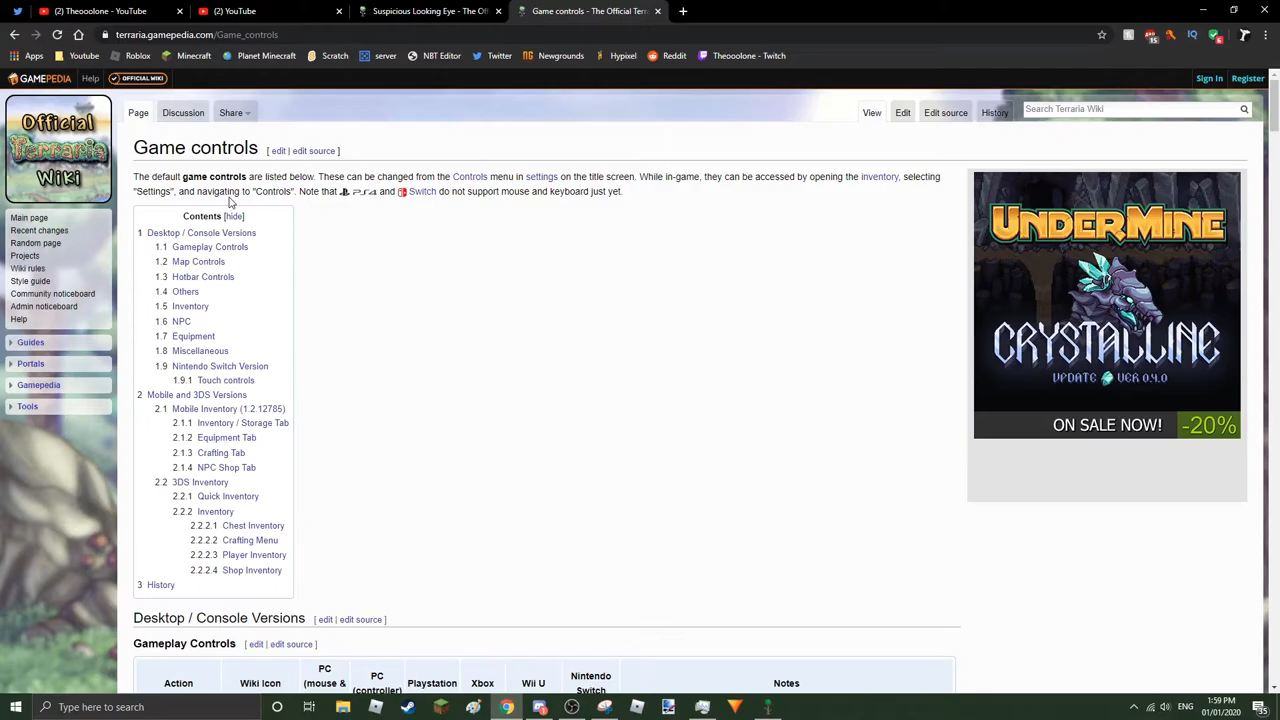 (2) Theooolone - YouTube
(2) YouTube
Suspicious Looking Eye - The Off
Game controls - The Official Terra
terraria.gamepedia.com/Game_controls
Apps
Youtube
Roblox
Minecraft
Planet Minecraft
Scratch
server
NBT Editor
Twitter
Newgrounds
Hypixel
Reddit
Theooolone - Twitch
GAMEPEDIA
Help
OFFICIAL WIKI
Sign In
Register
Official
Terraria
Wiki
Page
Discussion
Share
View
Edit
Edit source
History
Search Terraria Wiki
Game controls [ edit | edit source ]
The default game controls are listed below. These can be changed from the Controls menu in settings on the title screen. While in-game, they can be accessed by opening the inventory, selecting
"Settings", and navigating to "Controls". Note that PS4 and Switch do not support mouse and keyboard just yet.
Main page
Recent changes
Random page
Projects
Wiki rules
Style guide
Community noticeboard
Admin noticeboard
Help
Guides
Portals
Gamepedia
Tools
Contents [hide]
1 Desktop / Console Versions
1.1 Gameplay Controls
1.2 Map Controls
1.3 Hotbar Controls
1.4 Others
1.5 Inventory
1.6 NPC
1.7 Equipment
1.8 Miscellaneous
1.9 Nintendo Switch Version
1.9.1 Touch controls
2 Mobile and 3DS Versions
2.1 Mobile Inventory (1.2.12785)
2.1.1 Inventory / Storage Tab
2.1.2 Equipment Tab
2.1.3 Crafting Tab
2.1.4 NPC Shop Tab
2.2 3DS Inventory
2.2.1 Quick Inventory
2.2.2 Inventory
2.2.2.1 Chest Inventory
2.2.2.2 Crafting Menu
2.2.2.3 Player Inventory
2.2.2.4 Shop Inventory
3 History
UNDERMINE
CRYSTALLINE
UPDATE VER 0.4.0
ON SALE NOW! -20%
Desktop / Console Versions [ edit | edit source ]
Gameplay Controls [ edit | edit source ]
Action
Wiki Icon
PC
(mouse &
PC
(controller)
Playstation
Xbox
Wii U
Nintendo
Switch
Notes
Type here to search
ENG
1:59 PM
01/01/2020
35